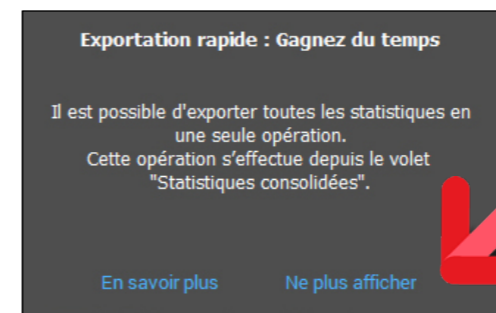 Exportation rapide : Gagnez du temps
Il est possible d'exporter toutes les statistiques en
une seule opération.
Cette opération s’effectue depuis le volet
"Statistiques consolidées".
En savoir plus
Ne plus afficher